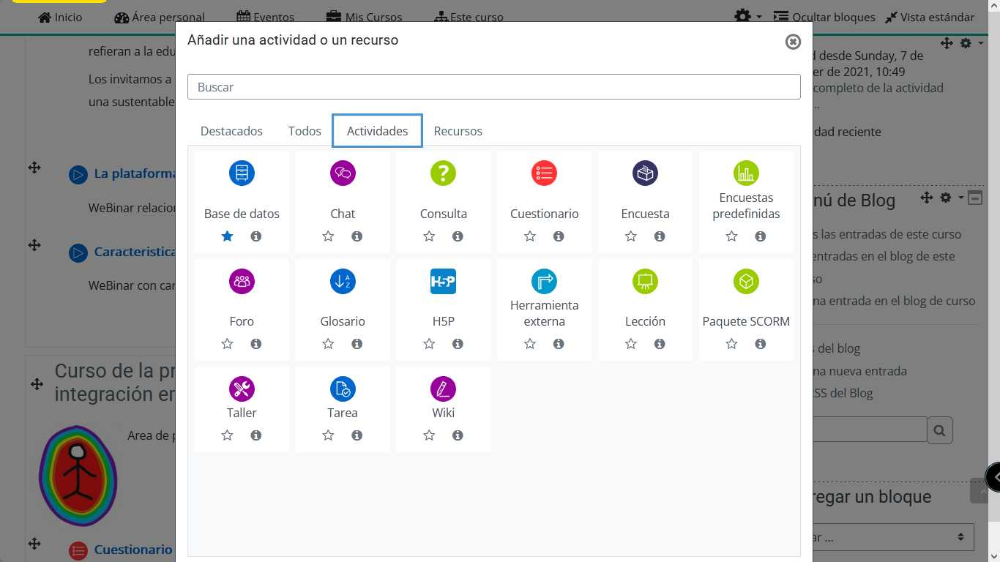 Inicio
Área personal
Eventos
Mis Cursos
Este curso
Ocultar bloques
Vista estándar
refieran a la edu
Los invitamos a
una sustentable
La plataforma
WeBinar relacion
Caracteristica
WeBinar con car
Curso de la pr
integración en
Area de p
Cuestionario
Añadir una actividad o un recurso
Buscar
Destacados
Todos
Actividades
Recursos
Base de datos
Chat
Consulta
Cuestionario
Encuesta
Encuestas
predefinidas
Foro
Glosario
H5P
H5P
Herramienta
externa
Lección
Paquete SCORM
Taller
Tarea
Wiki
d desde Sunday, 7 de
er de 2021, 10:49
completo de la actividad
...
dad reciente
nú de Blog
s las entradas de este curso
entradas en el blog de este
so
na entrada en el blog de curso
s del blog
na nueva entrada
SS del Blog
regar un bloque
ar ...